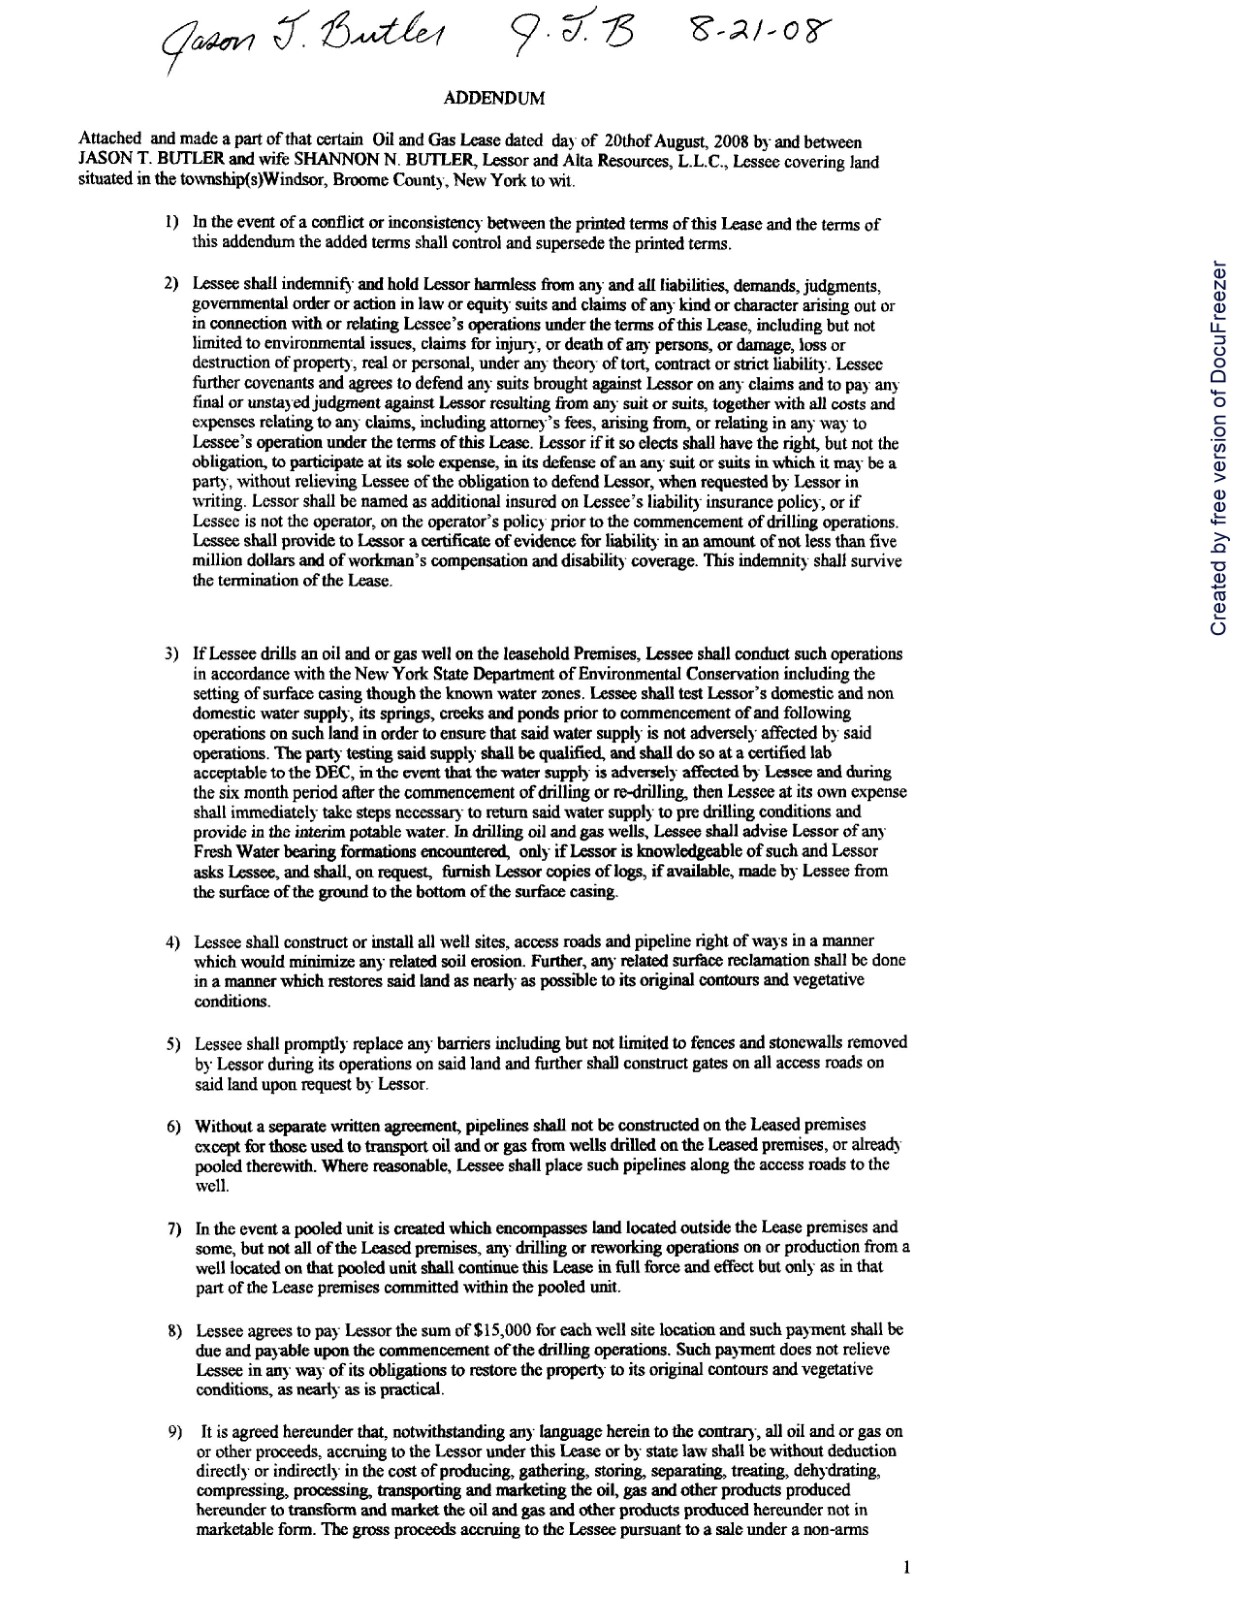 Jason T. Butler J.T.B 8-21-08
ADDENDUM
Attached and made a part of that certain Oil and Gas Lease dated day of 20thof August, 2008 by and between
JASON T. BUTLER and wife SHANNON N. BUTLER, Lessor and Alta Resources, L.L.C., Lessee covering land
situated in the township(s)Windsor, Broome County, New York to wit.
1) In the event of a conflict or inconsistency between the printed terms of this Lease and the terms of
this addendum the added terms shall control and supersede the printed terms.
2) Lessee shall indemnify and hold Lessor harmless from any and all liabilities, demands, judgments,
governmental order or action in law or equity suits and claims of any kind or character arising out or
in connection with or relating Lessee's operations under the terms of this Lease, including but not
limited to environmental issues, claims for injury, or death of any persons, or damage, loss or
destruction of property, real or personal, under any theory of tort, contract or strict liability. Lessee
further covenants and agrees to defend any suits brought against Lessor on any claims and to pay any
final or unstayed judgment against Lessor resulting from any suit or suits, together with all costs and
expenses relating to any claims, including attorney's fees, arising from, or relating in any way to
Lessee's operation under the terms of this Lease. Lessor if it so elects shall have the right, but not the
obligation, to participate at its sole expense, in its defense of an any suit or suits in which it may be a
party, without relieving Lessee of the obligation to defend Lessor, when requested by Lessor in
writing. Lessor shall be named as additional insured on Lessee's liability insurance policy, or if
Lessee is not the operator, on the operator's policy prior to the commencement of drilling operations.
Lessee shall provide to Lessor a certificate of evidence for liability in an amount of not less than five
million dollars and of workman's compensation and disability coverage. This indemnity shall survive
the termination of the Lease.
3) If Lessee drills an oil and or gas well on the leasehold Premises, Lessee shall conduct such operations
in accordance with the New York State Department of Environmental Conservation including the
setting of surface casing though the known water zones. Lessee shall test Lessor's domestic and non
domestic water supply, its springs, creeks and ponds prior to commencement of and following
operations on such land in order to ensure that said water supply is not adversely affected by said
operations. The party testing said supply shall be qualified, and shall do so at a certified lab
acceptable to the DEC, in the event that the water supply is adversely affected by Lessee and during
the six month period after the commencement of drilling or re-drilling, then Lessee at its own expense
shall immediately take steps necessary to return said water supply to pre drilling conditions and
provide in the interim potable water. In drilling oil and gas wells, Lessee shall advise Lessor of any
Fresh Water bearing formations encountered, only if Lessor is knowledgeable of such and Lessor
asks Lessee, and shall, on request, furnish Lessor copies of logs, if available, made by Lessee from
the surface of the ground to the bottom of the surface casing.
4) Lessee shall construct or install all well sites, access roads and pipeline right of ways in a manner
which would minimize any related soil erosion. Further, any related surface reclamation shall be done
in a manner which restores said land as nearly as possible to its original contours and vegetative
conditions.
5) Lessee shall promptly replace any barriers including but not limited to fences and stonewalls removed
by Lessor during its operations on said land and further shall construct gates on all access roads on
said land upon request by Lessor.
6) Without a separate written agreement, pipelines shall not be constructed on the Leased premises
except for those used to transport oil and or gas from wells drilled on the Leased premises, or already
pooled therewith. Where reasonable, Lessee shall place such pipelines along the access roads to the
well.
7) In the event a pooled unit is created which encompasses land located outside the Lease premises and
some, but not all of the Leased premises, any drilling or reworking operations on or production from a
well located on that pooled unit shall continue this Lease in full force and effect but only as in that
part of the Lease premises committed within the pooled unit.
8) Lessee agrees to pay Lessor the sum of $15,000 for each well site location and such payment shall be
due and payable upon the commencement of the drilling operations. Such payment does not relieve
Lessee in any way of its obligations to restore the property to its original contours and vegetative
conditions, as nearly as is practical.
9) It is agreed hereunder that, notwithstanding any language herein to the contrary, all oil and or gas on
or other proceeds, accruing to the Lessor under this Lease or by state law shall be without deduction
directly or indirectly in the cost of producing, gathering, storing, separating, treating, dehydrating,
compressing, processing, transporting and marketing the oil, gas and other products produced
hereunder to transform and market the oil and gas and other products produced hereunder not in
marketable form. The gross proceeds accruing to the Lessee pursuant to a sale under a non-arms
1
Created by free version of DocuFreezer